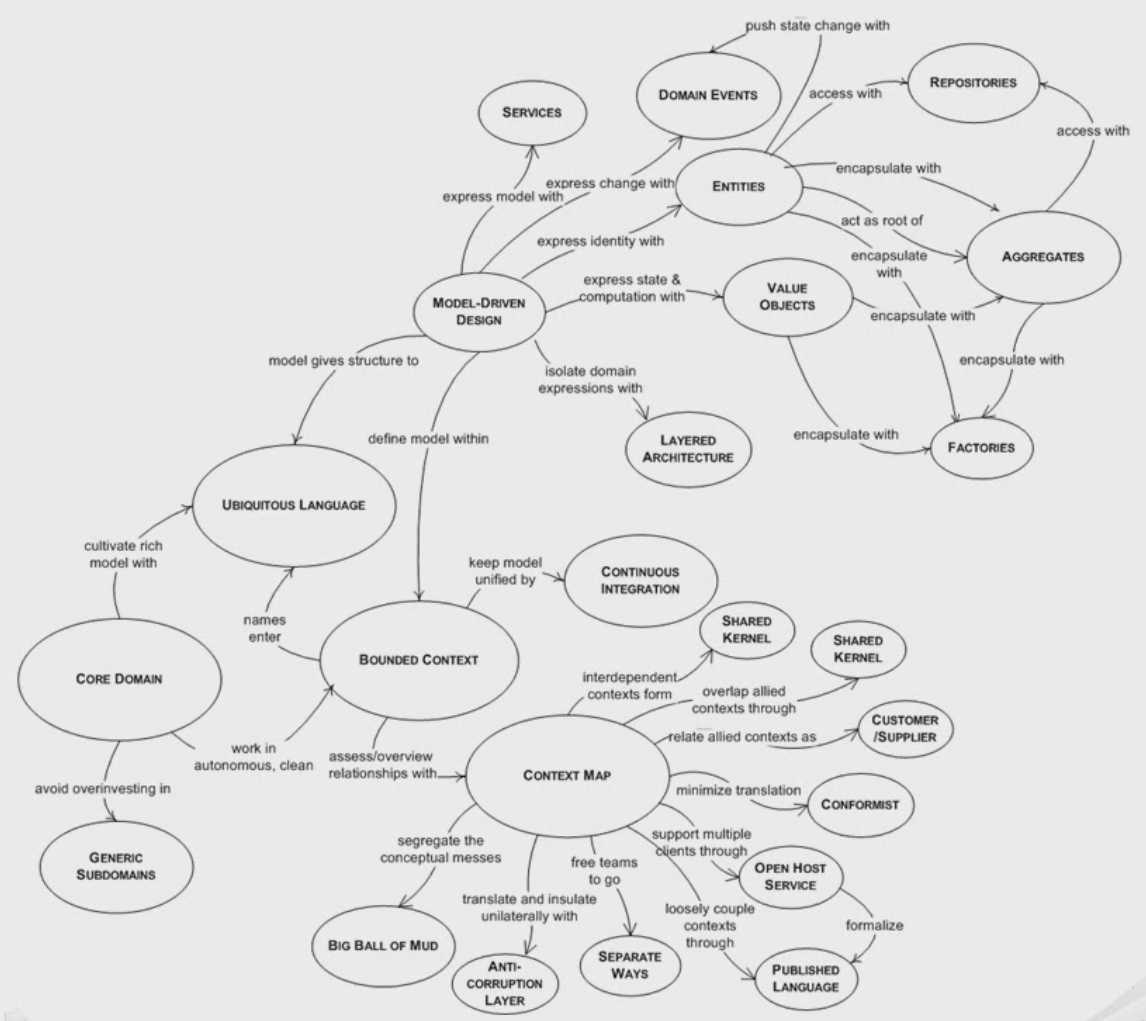 push state change with
DOMAIN EVENTS
REPOSITORIES
SERVICES
access with
access with
express change with
express model with
ENTITIES
encapsulate with
act as root of
express identity with
encapsulate
with
AGGREGATES
express state &
computation with
VALUE
OBJECTS
MODEL-DRIVEN
DESIGN
encapsulate with
model gives structure to
isolate domain
expressions with
encapsulate with
define model within
encapsulate with
LAYERED
ARCHITECTURE
FACTORIES
UBIQUITOUS LANGUAGE
cultivate rich
model with
keep model
unified by
CONTINUOUS
INTEGRATION
names
enter
SHARED
KERNEL
SHARED
KERNEL
CORE DOMAIN
BOUNDED CONTEXT
interdependent
contexts form
overlap allied
contexts through
relate allied contexts as
CUSTOMER
/SUPPLIER
work in
autonomous, clean
assess/overview
relationships with
CONTEXT MAP
avoid overinvesting in
minimize translation
CONFORMIST
segregate the
conceptual messes
support multiple
clients through
free teams
to go
GENERIC
SUBDOMAINS
OPEN HOST
SERVICE
translate and insulate
unilaterally with
loosely couple
contexts
through
formalize
BIG BALL OF MUD
ANTI-
CORRUPTION
LAYER
SEPARATE
WAYS
PUBLISHED
LANGUAGE